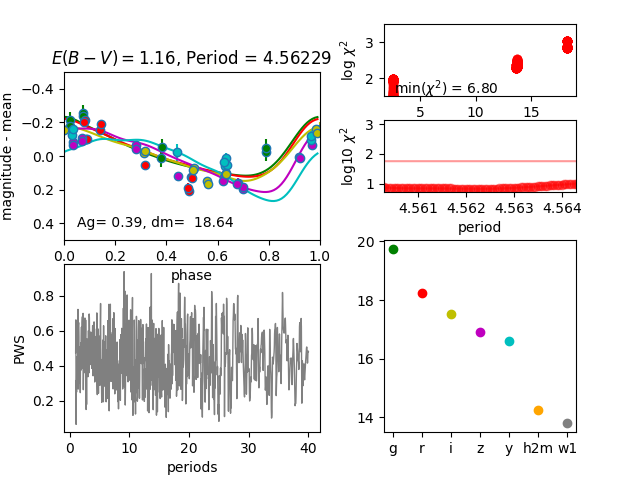 E(B − V) = 1.16, Period = 4.56229
magnitude - mean
−0.4
−0.2
0.0
0.2
0.4
Ag= 0.39, dm=  18.64
0.0 0.2 0.4 0.6 0.8 1.0
phase
log χ²
3
2
min(χ²) = 6.80
5 10 15
log10 χ²
3
2
1
4.561 4.562 4.563 4.564
period
PWS
0.8
0.6
0.4
0.2
0 10 20 30 40
periods
20
18
16
14
g r i z y h2m w1